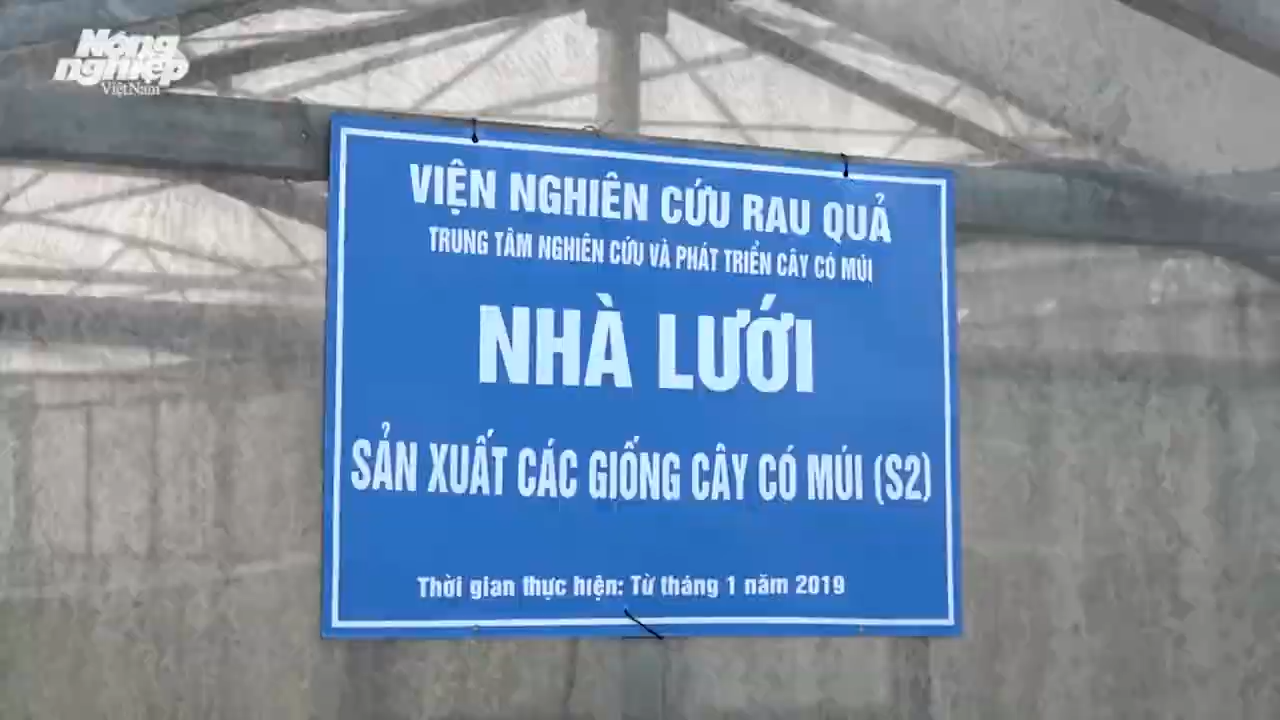 Nông
nghiệp
Việt Nam
VIỆN NGHIÊN CỨU RAU QUẢ
TRUNG TÂM NGHIÊN CỨU VÀ PHÁT TRIỂN CÂY CÓ MÚI
NHÀ LƯỚI
SẢN XUẤT CÁC GIỐNG CÂY CÓ MÚI (S2)
Thời gian thực hiện: Từ tháng 1 năm 2019